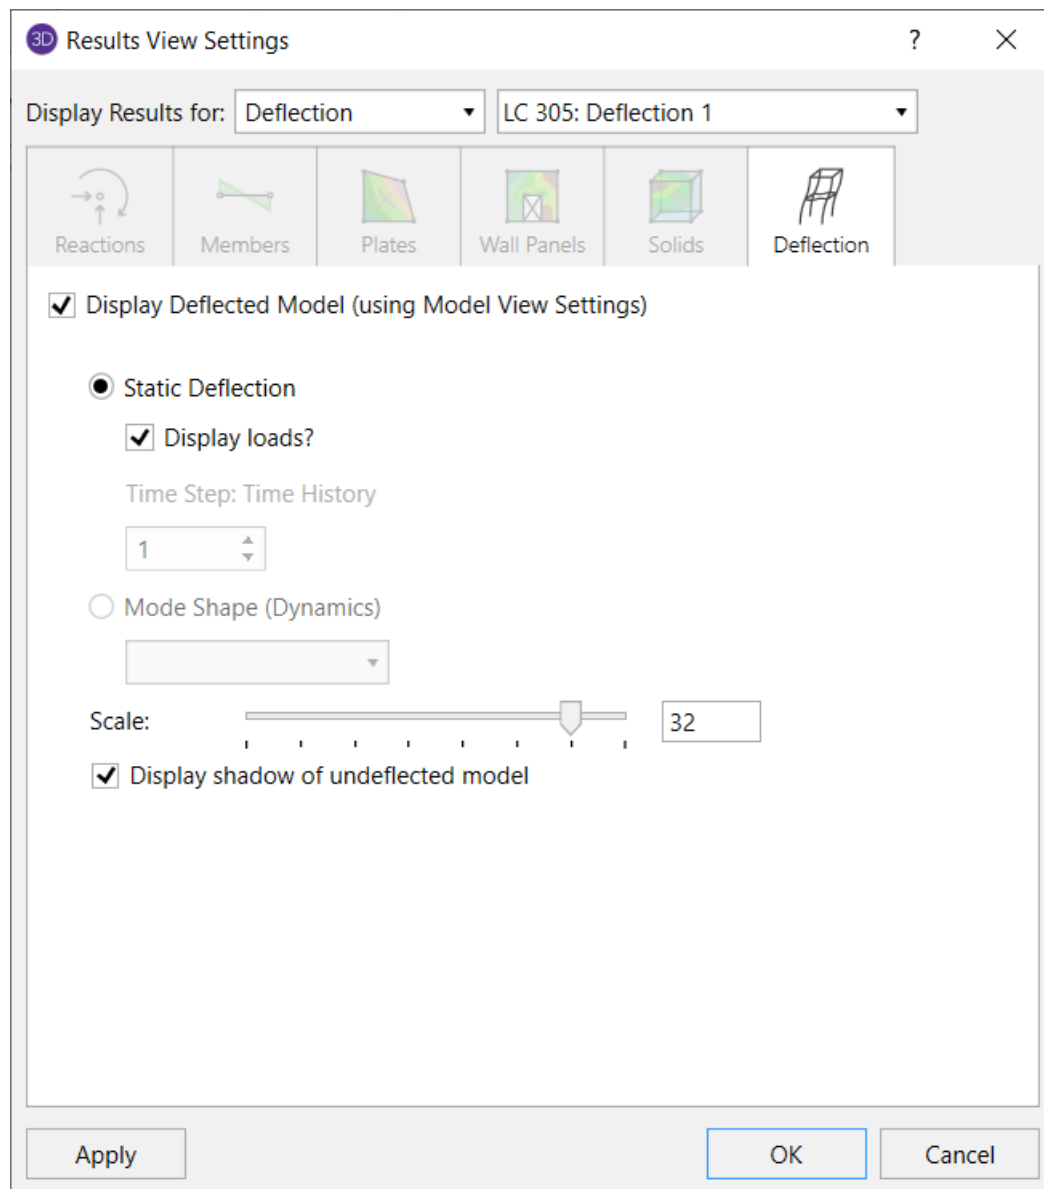 3D Results View Settings ?
Display Results for: Deflection LC 305: Deflection 1
Reactions Members Plates Wall Panels Solids Deflection
Display Deflected Model (using Model View Settings)
Static Deflection
Display loads?
Time Step: Time History
1
Mode Shape (Dynamics)
Scale: 32
Display shadow of undeflected model
Apply OK Cancel